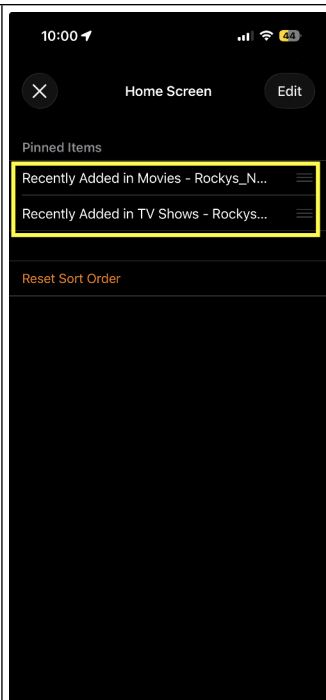 10:00
44
Home Screen
Edit
Pinned Items
Recently Added in Movies - Rockys_N...
Recently Added in TV Shows - Rockys...
Reset Sort Order